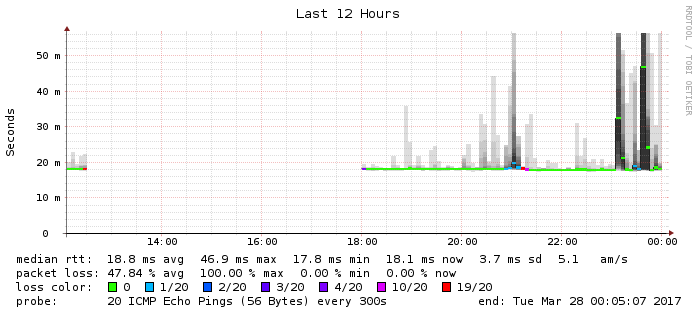 Last 12 Hours
RRDTOOL / TOBI OETIKER
Seconds
50 m
40 m
30 m
20 m
10 m
0
14:00 16:00 18:00 20:00 22:00 00:00
median rtt: 18.8 ms avg 46.9 ms max 17.8 ms min 18.1 ms now 3.7 ms sd 5.1 am/s
packet loss: 47.84 % avg 100.00 % max 0.00 % min 0.00 % now
loss color: 0 1/20 2/20 3/20 4/20 10/20 19/20
probe: 20 ICMP Echo Pings (56 Bytes) every 300s end: Tue Mar 28 00:05:07 2017